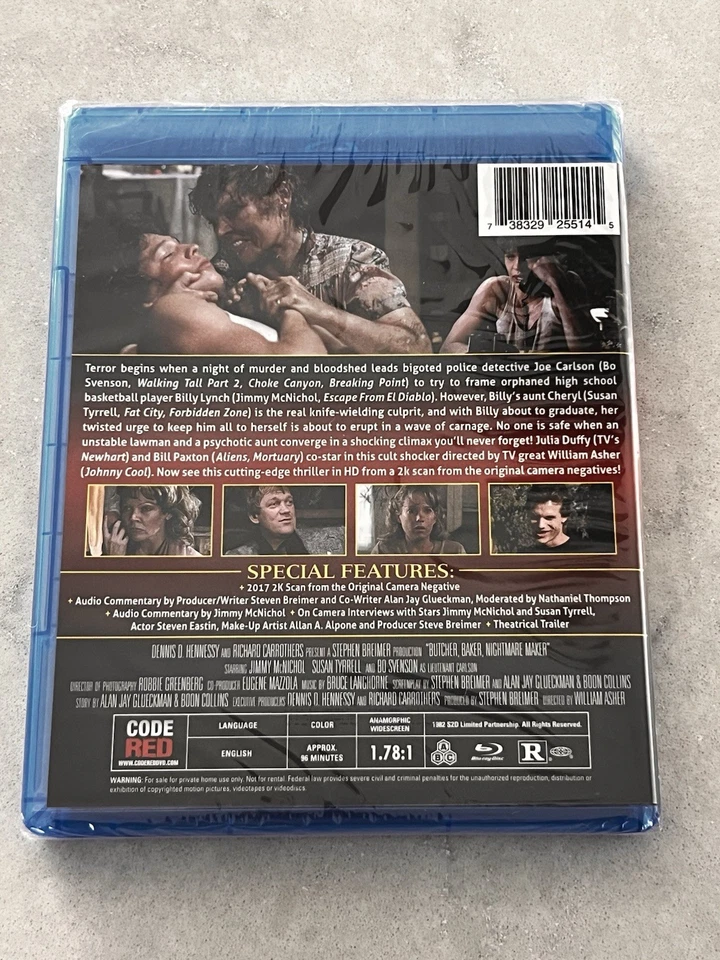 7 38329 25514 5
Terror begins when a night of murder and bloodshed leads bigoted police detective Joe Carlson (Bo
Svenson, Walking Tall Part 2, Choke Canyon, Breaking Point) to try to frame orphaned high school
basketball player Billy Lynch (Jimmy McNichol, Escape From El Diablo). However, Billy's aunt Cheryl (Susan
Tyrrell, Fat City, Forbidden Zone) is the real knife-wielding culprit, and with Billy about to graduate, her
twisted urge to keep him all to herself is about to erupt in a wave of carnage. No one is safe when an
unstable lawman and a psychotic aunt converge in a shocking climax you'll never forget! Julia Duffy (TV's
Newhart) and Bill Paxton (Aliens, Mortuary) co-star in this cult shocker directed by TV great William Asher
(Johnny Cool). Now see this cutting-edge thriller in HD from a 2k scan from the original camera negatives!
SPECIAL FEATURES:
• 2017 2K Scan from the Original Camera Negative
• Audio Commentary by Producer/Writer Steven Breimer and Co-Writer Alan Jay Glueckman, Moderated by Nathaniel Thompson
• Audio Commentary by Jimmy McNichol • On Camera Interviews with Stars Jimmy McNichol and Susan Tyrrell,
Actor Steven Eastin, Make-Up Artist Allan A. Alpone and Producer Steve Breimer • Theatrical Trailer
DENNIS D. HENNESSY AND RICHARD CARROTHERS PRESENT A STEPHEN BREIMER PRODUCTION "BUTCHER, BAKER, NIGHTMARE MAKER"
STARRING JIMMY McNICHOL SUSAN TYRRELL AND BO SVENSON AS LIEUTENANT CARLSON
DIRECTOR OF PHOTOGRAPHY ROBBIE GREENBERG CO-PRODUCER EUGENE MAZZOLA MUSIC BY BRUCE LANGHORNE SCREENPLAY BY STEPHEN BREIMER AND ALAN JAY GLUECKMAN & BOON COLLINS
STORY BY ALAN JAY GLUECKMAN & BOON COLLINS EXECUTIVE PRODUCERS DENNIS D. HENNESSY AND RICHARD CARROTHERS PRODUCED BY STEPHEN BREIMER DIRECTED BY WILLIAM ASHER
CODE RED
WWW.CODEREDDVD.COM
LANGUAGE COLOR ANAMORPHIC WIDESCREEN 1982 S2D Limited Partnership. All Rights Reserved.
ENGLISH APPROX. 96 MINUTES 1.78:1 A B C Blu-ray Disc R
WARNING: For sale for private home use only. Not for rental. Federal law provides severe civil and criminal penalties for the unauthorized reproduction, distribution or
exhibition of copyrighted motion pictures, videotapes or videodiscs.